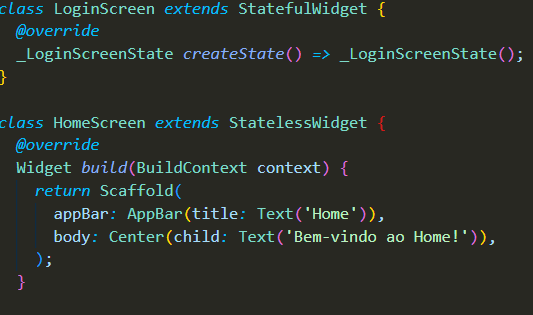 class LoginScreen extends StatefulWidget {
  @override
  _LoginScreenState createState() => _LoginScreenState();
}

class HomeScreen extends StatelessWidget {
  @override
  Widget build(BuildContext context) {
    return Scaffold(
      appBar: AppBar(title: Text('Home')),
      body: Center(child: Text('Bem-vindo ao Home!')),
    );
  }